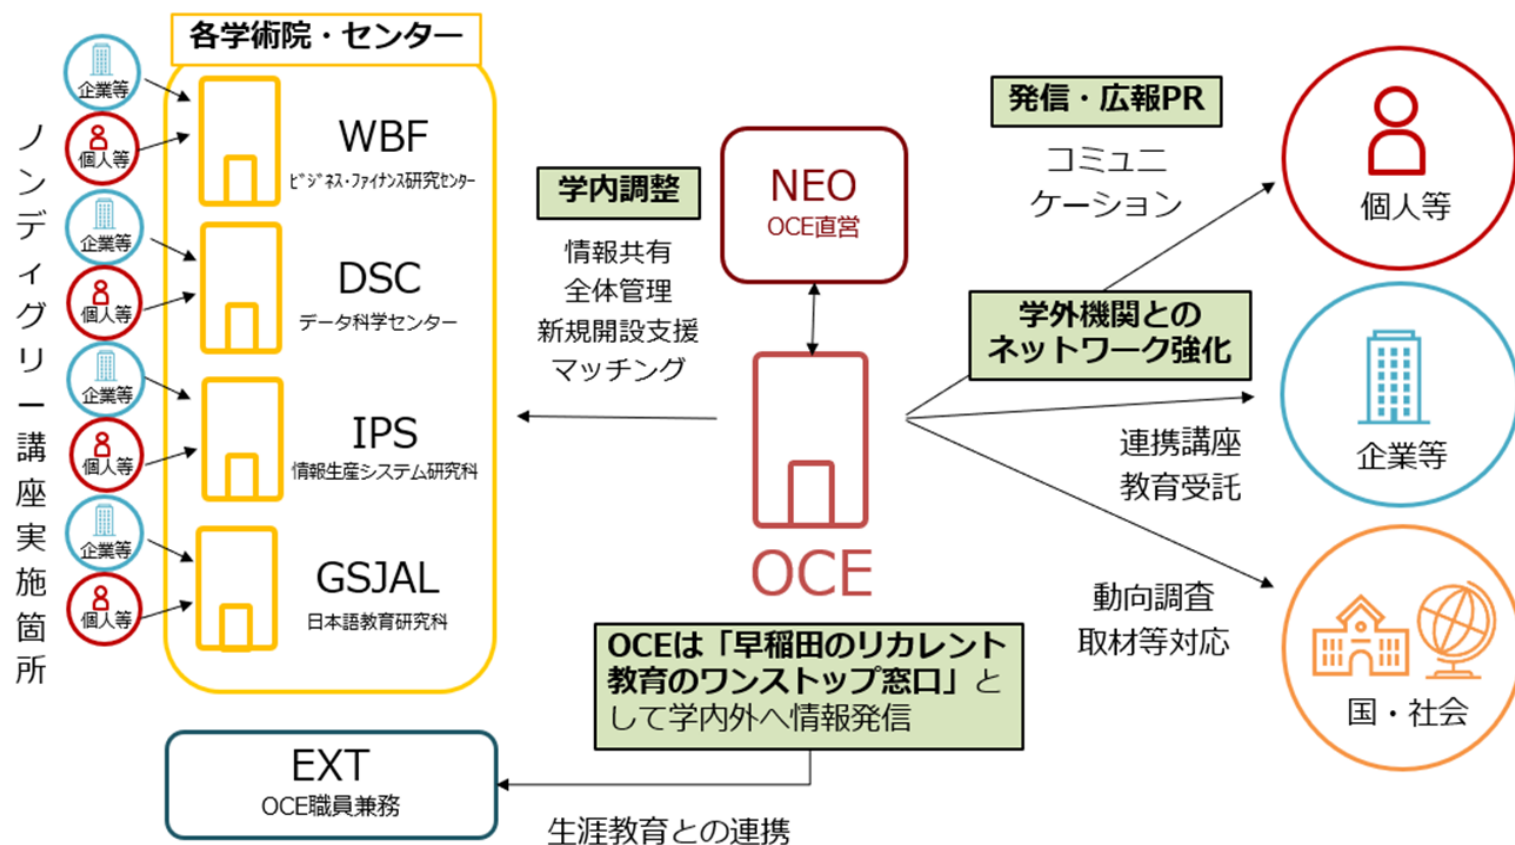 各学術院・センター
ノンディグリー講座実施箇所
企業等
個人等
企業等
個人等
企業等
個人等
企業等
個人等
WBF
ビジネス・ファイナンス研究センター
DSC
データ科学センター
IPS
情報生産システム研究科
GSJAL
日本語教育研究科
EXT
OCE職員兼務
学内調整
情報共有
全体管理
新規開設支援
マッチング
NEO
OCE直営
OCE
OCEは「早稲田のリカレント
教育のワンストップ窓口」と
して学内外へ情報発信
生涯教育との連携
発信・広報PR
コミュニ
ケーション
学外機関との
ネットワーク強化
連携講座
教育受託
動向調査
取材等対応
個人等
企業等
国・社会